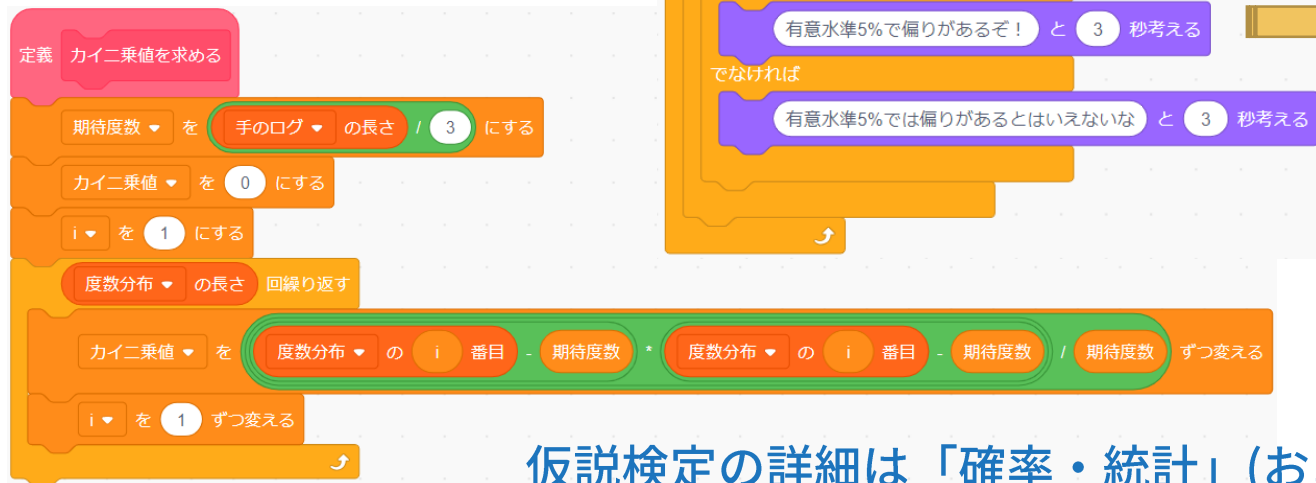 定義 カイ二乗値を求める
期待度数 を 手のログ の長さ / 3 にする
カイ二乗値 を 0 にする
i を 1 にする
度数分布 の長さ 回繰り返す
カイ二乗値 を 度数分布 の i 番目 - 期待度数 * 度数分布 の i 番目 - 期待度数 / 期待度数 ずつ変える
i を 1 ずつ変える
有意水準5%で偏りがあるぞ! と 3 秒考える
でなければ
有意水準5%では偏りがあるとはいえないな と 3 秒考える
仮説検定の詳細は「確率・統計」(お